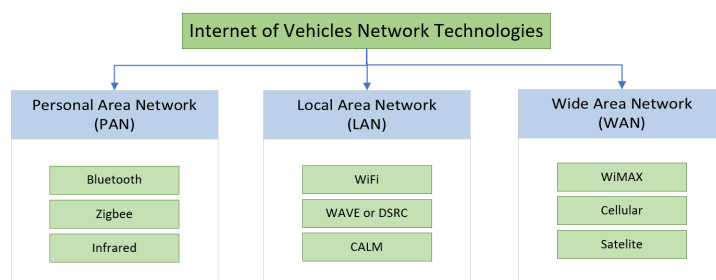 Internet of Vehicles Network Technologies
Personal Area Network
(PAN)
Bluetooth
Zigbee
Infrared
Local Area Network
(LAN)
WiFi
WAVE or DSRC
CALM
Wide Area Network
(WAN)
WiMAX
Cellular
Satelite